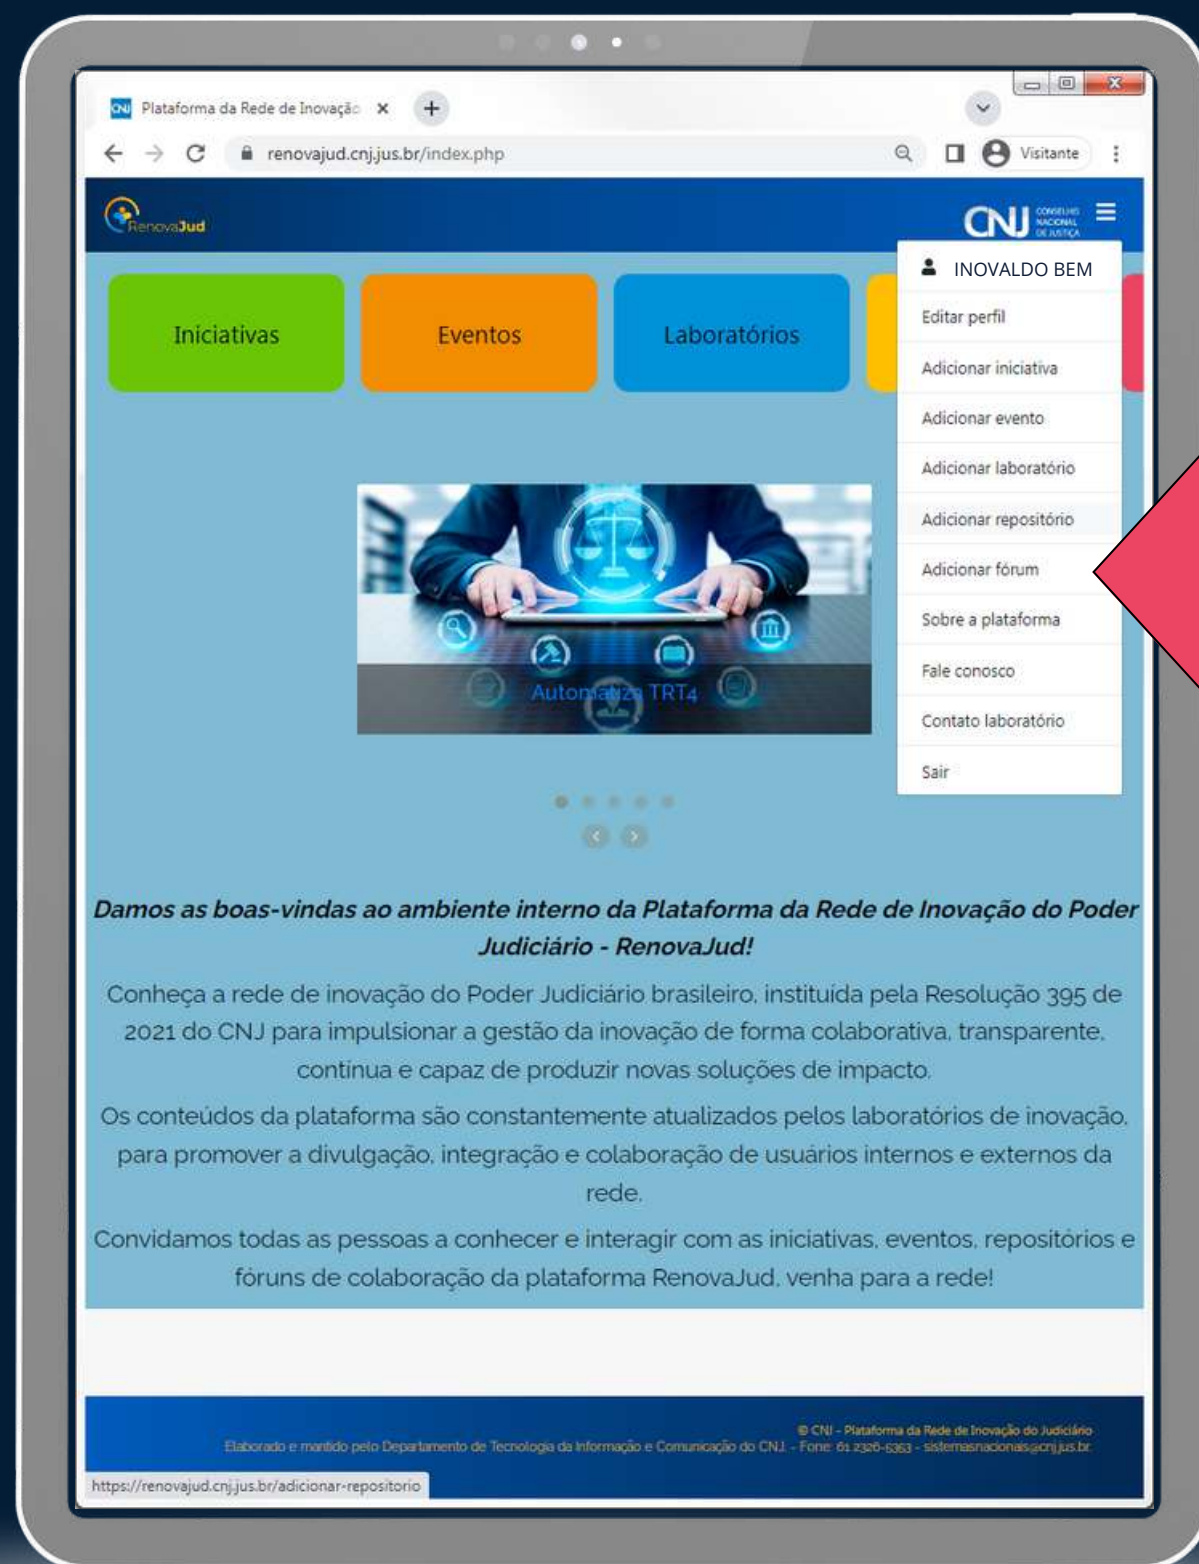 CNJ Plataforma da Rede de Inovação
renovajud.cnj.jus.br/index.php
Visitante
RenovaJud
CNJ CONSELHO
NACIONAL
DE JUSTIÇA
INOVALDO BEM
Editar perfil
Adicionar iniciativa
Adicionar evento
Adicionar laboratório
Adicionar repositório
Adicionar fórum
Sobre a plataforma
Fale conosco
Contato laboratório
Sair
Iniciativas
Eventos
Laboratórios
Automatiza TRT4
Damos as boas-vindas ao ambiente interno da Plataforma da Rede de Inovação do Poder
Judiciário - RenovaJud!
Conheça a rede de inovação do Poder Judiciário brasileiro, instituída pela Resolução 395 de
2021 do CNJ para impulsionar a gestão da inovação de forma colaborativa, transparente,
contínua e capaz de produzir novas soluções de impacto.
Os conteúdos da plataforma são constantemente atualizados pelos laboratórios de inovação,
para promover a divulgação, integração e colaboração de usuários internos e externos da
rede.
Convidamos todas as pessoas a conhecer e interagir com as iniciativas, eventos, repositórios e
fóruns de colaboração da plataforma RenovaJud, venha para a rede!
© CNJ - Plataforma da Rede de Inovação do Judiciário
Elaborado e mantido pelo Departamento de Tecnologia da Informação e Comunicação do CNJ. - Fone: 61 2326-5353 - sistemasnacionais@cnj.jus.br
https://renovajud.cnj.jus.br/adicionar-repositorio